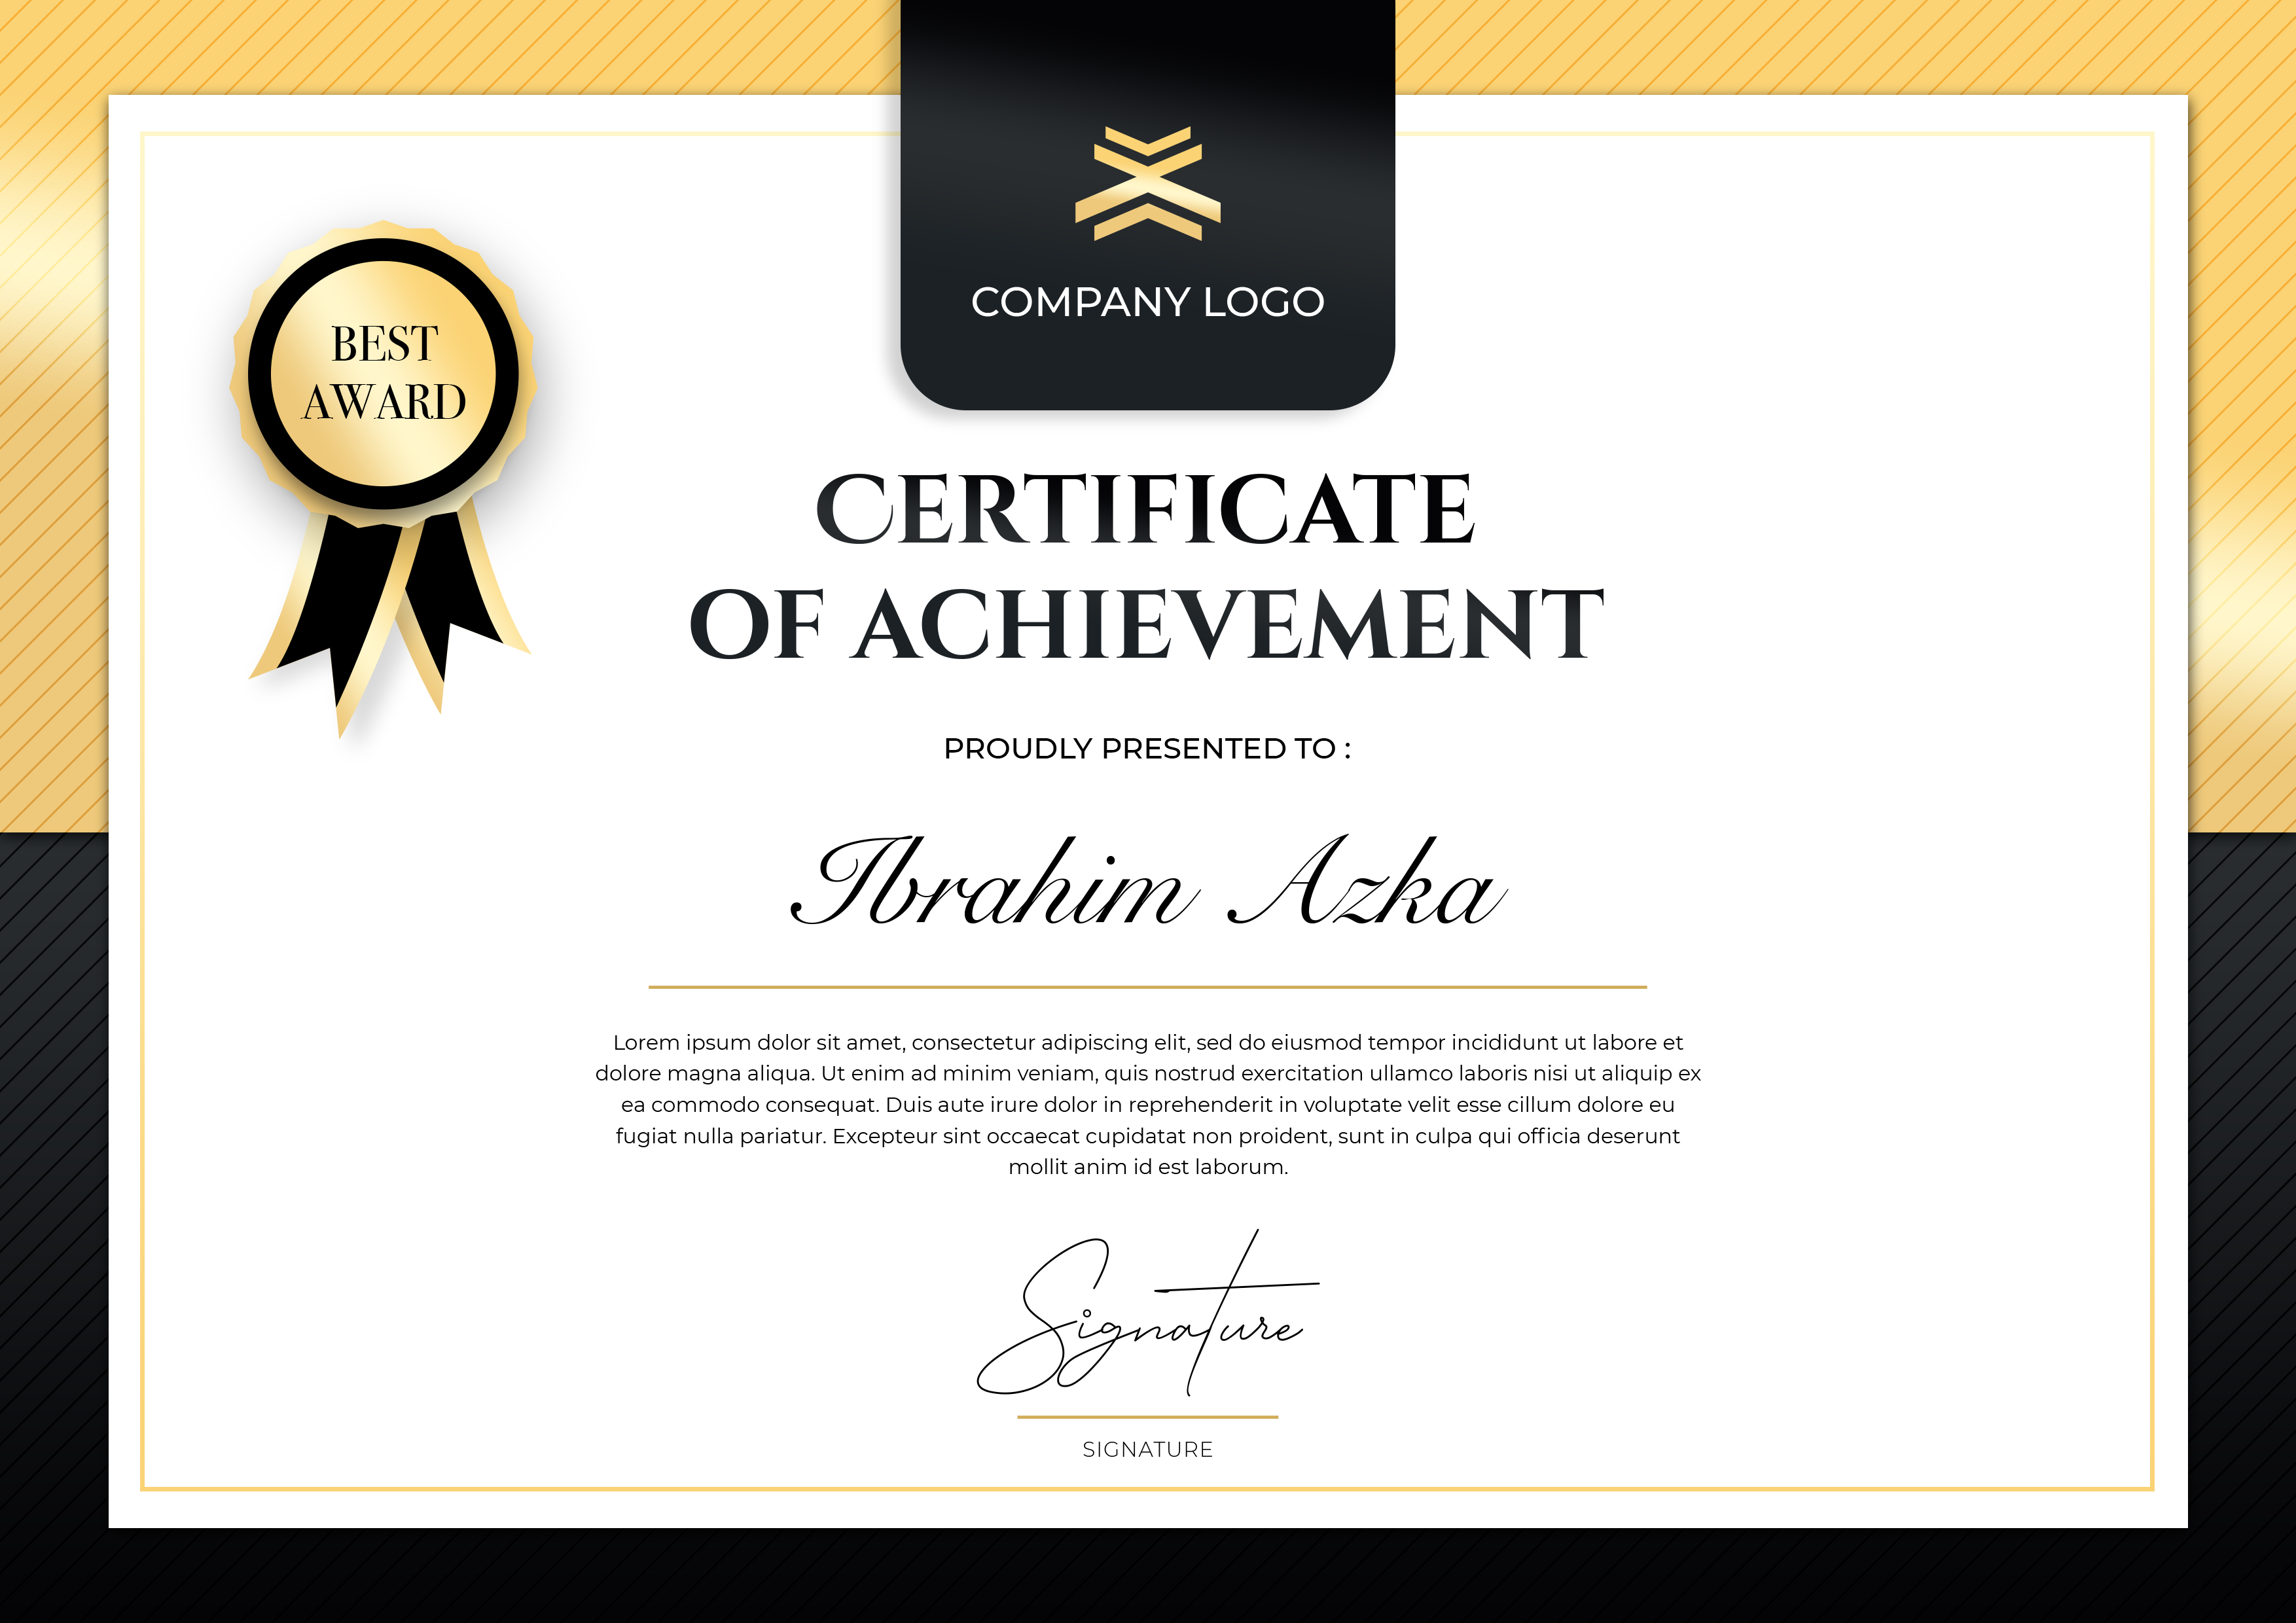 COMPANY LOGO
BEST
AWARD
CERTIFICATE
OF ACHIEVEMENT
PROUDLY PRESENTED TO :
Ibrahim Azka
Lorem ipsum dolor sit amet, consectetur adipiscing elit, sed do eiusmod tempor incididunt ut labore et
dolore magna aliqua. Ut enim ad minim veniam, quis nostrud exercitation ullamco laboris nisi ut aliquip ex
ea commodo consequat. Duis aute irure dolor in reprehenderit in voluptate velit esse cillum dolore eu
fugiat nulla pariatur. Excepteur sint occaecat cupidatat non proident, sunt in culpa qui officia deserunt
mollit anim id est laborum.
Signature
SIGNATURE